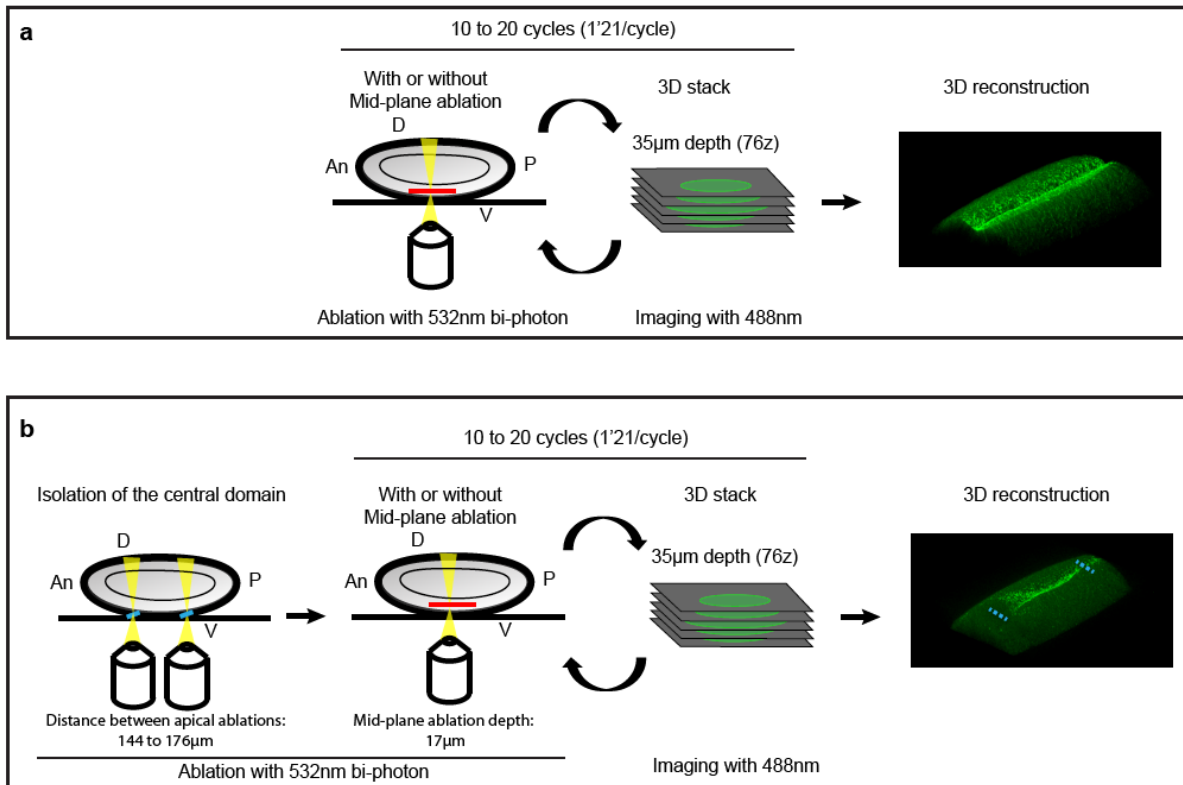 a
10 to 20 cycles (1'21/cycle)
With or without
Mid-plane ablation
3D stack
3D reconstruction
D
An
P
V
35µm depth (76z)
Ablation with 532nm bi-photon
Imaging with 488nm
b
10 to 20 cycles (1'21/cycle)
Isolation of the central domain
With or without
Mid-plane ablation
3D stack
3D reconstruction
D
An
P
V
D
An
P
V
35µm depth (76z)
Distance between apical ablations:
144 to 176µm
Mid-plane ablation depth:
17µm
Ablation with 532nm bi-photon
Imaging with 488nm